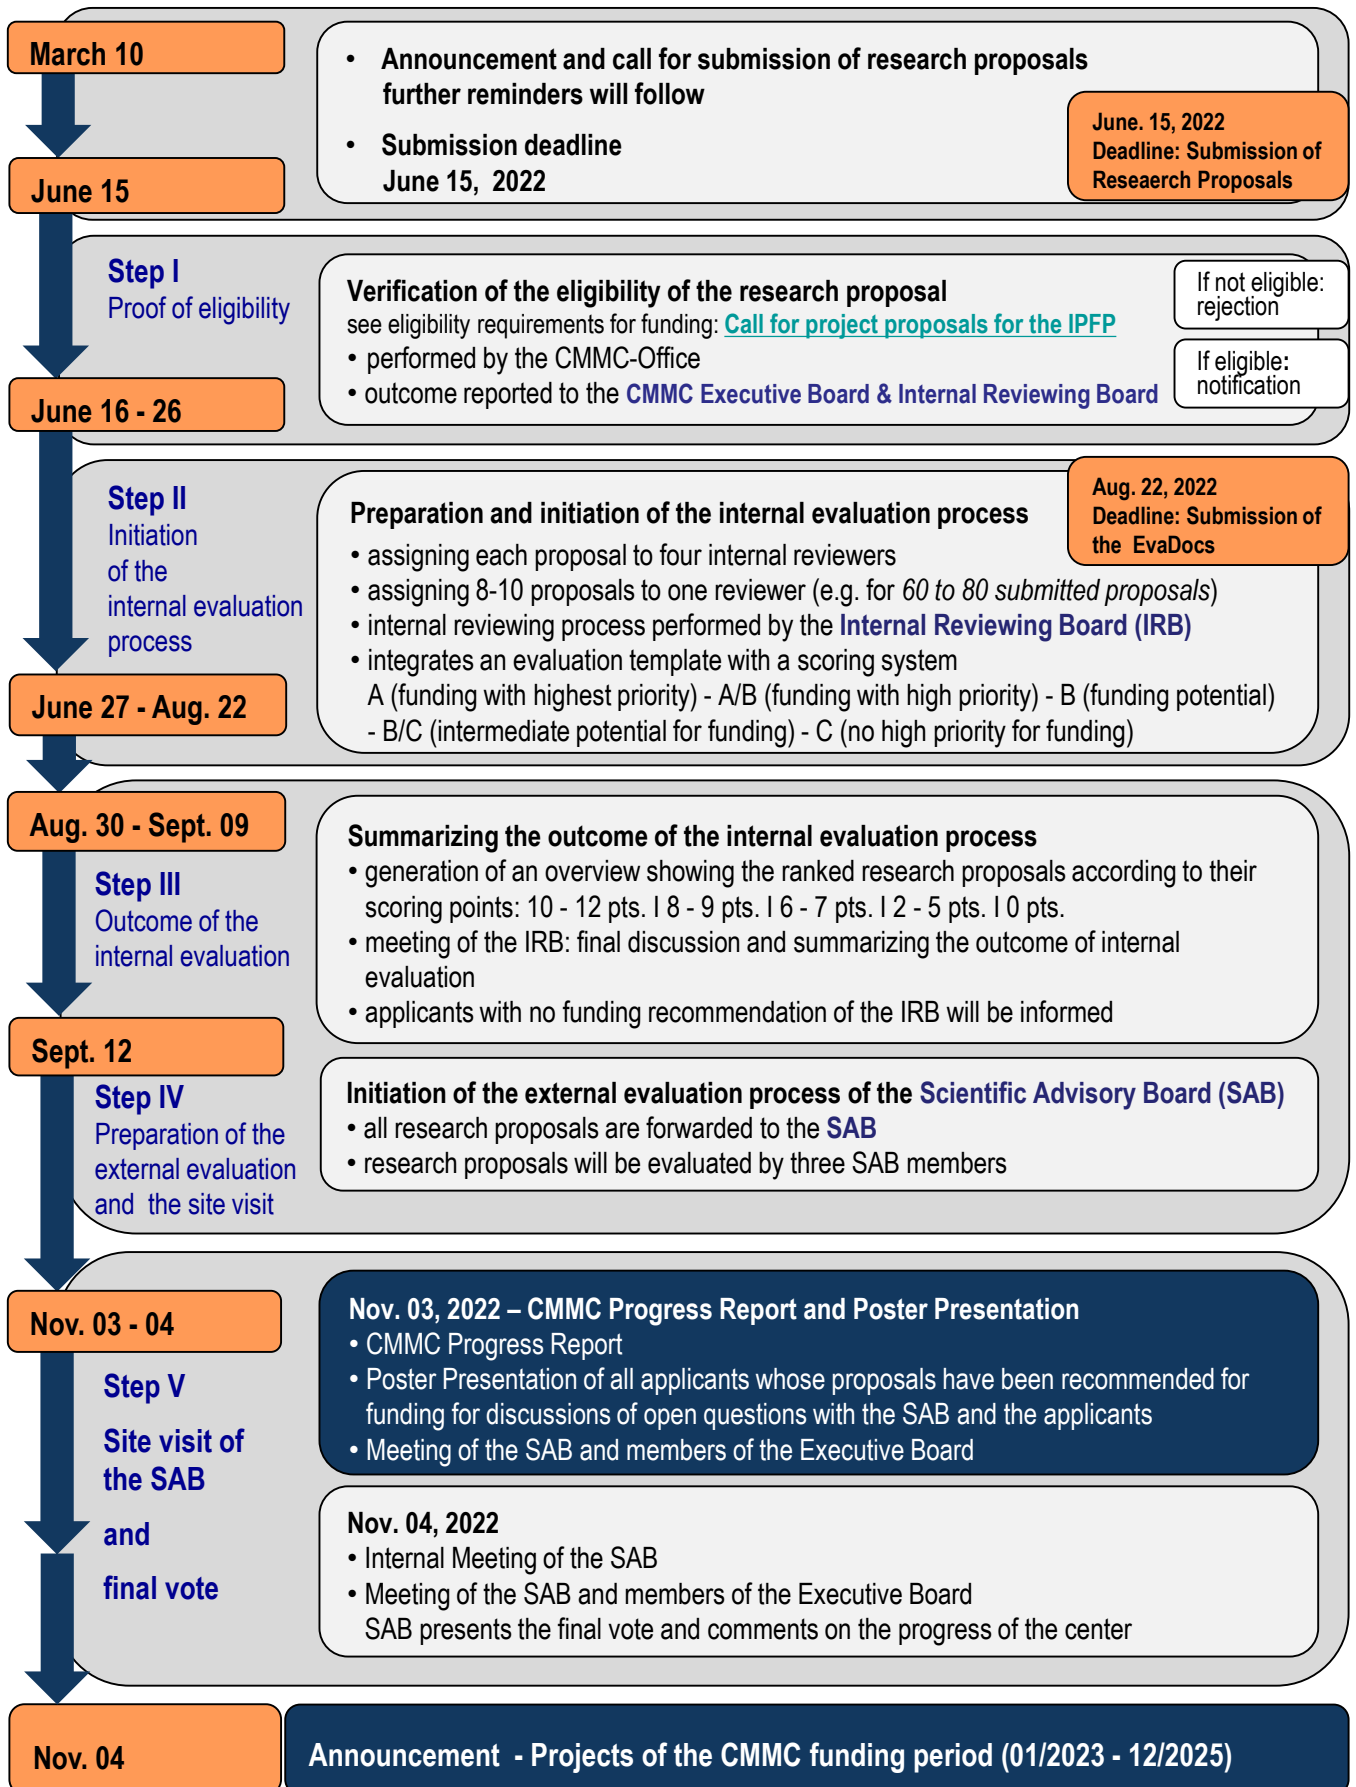 March 10
• Announcement and call for submission of research proposals
further reminders will follow
• Submission deadline
June 15, 2022
June. 15, 2022
Deadline: Submission of
Reseaerch Proposals
June 15
Step I
Proof of eligibility
Verification of the eligibility of the research proposal
see eligibility requirements for funding: Call for project proposals for the IPFP
• performed by the CMMC-Office
• outcome reported to the CMMC Executive Board & Internal Reviewing Board
If not eligible:
rejection
If eligible:
notification
June 16 - 26
Step II
Initiation
of the
internal evaluation
process
Preparation and initiation of the internal evaluation process
• assigning each proposal to four internal reviewers
• assigning 8-10 proposals to one reviewer (e.g. for 60 to 80 submitted proposals)
• internal reviewing process performed by the Internal Reviewing Board (IRB)
• integrates an evaluation template with a scoring system
A (funding with highest priority) - A/B (funding with high priority) - B (funding potential)
- B/C (intermediate potential for funding) - C (no high priority for funding)
Aug. 22, 2022
Deadline: Submission of
the EvaDocs
June 27 - Aug. 22
Aug. 30 - Sept. 09
Step III
Outcome of the
internal evaluation
Summarizing the outcome of the internal evaluation process
• generation of an overview showing the ranked research proposals according to their
scoring points: 10 - 12 pts. I 8 - 9 pts. I 6 - 7 pts. I 2 - 5 pts. I 0 pts.
• meeting of the IRB: final discussion and summarizing the outcome of internal
evaluation
• applicants with no funding recommendation of the IRB will be informed
Sept. 12
Step IV
Preparation of the
external evaluation
and the site visit
Initiation of the external evaluation process of the Scientific Advisory Board (SAB)
• all research proposals are forwarded to the SAB
• research proposals will be evaluated by three SAB members
Nov. 03 - 04
Step V
Site visit of
the SAB
and
final vote
Nov. 03, 2022 – CMMC Progress Report and Poster Presentation
• CMMC Progress Report
• Poster Presentation of all applicants whose proposals have been recommended for
funding for discussions of open questions with the SAB and the applicants
• Meeting of the SAB and members of the Executive Board
Nov. 04, 2022
• Internal Meeting of the SAB
• Meeting of the SAB and members of the Executive Board
SAB presents the final vote and comments on the progress of the center
Nov. 04
Announcement - Projects of the CMMC funding period (01/2023 - 12/2025)